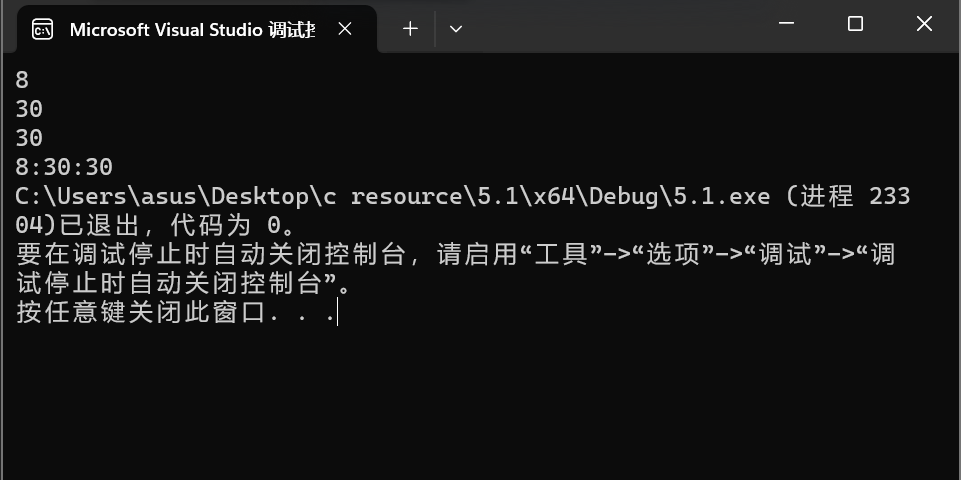 Microsoft Visual Studio 调试
8
30
30
8:30:30
C:\Users\asus\Desktop\c resource\5.1\x64\Debug\5.1.exe (进程 233
04)已退出，代码为 0。
要在调试停止时自动关闭控制台，请启用“工具”->“选项”->“调试”->“调
试停止时自动关闭控制台”。
按任意键关闭此窗口. . .